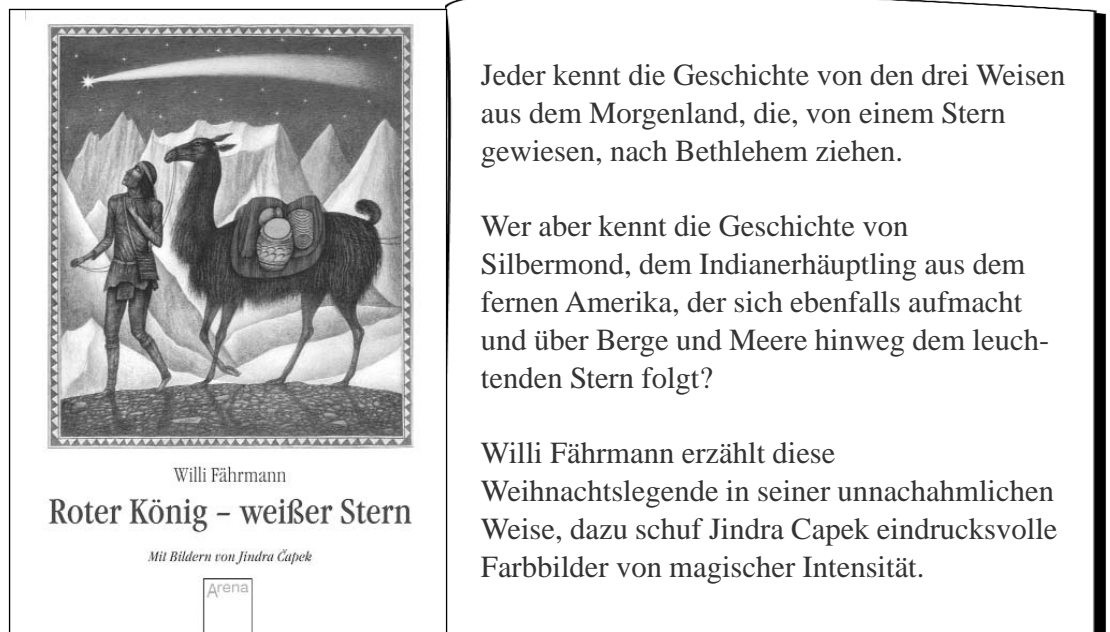 Willi Fährmann
Roter König – weißer Stern
Mit Bildern von Jindra Čapek
Arena
Jeder kennt die Geschichte von den drei Weisen
aus dem Morgenland, die, von einem Stern
gewiesen, nach Bethlehem ziehen.
Wer aber kennt die Geschichte von
Silbermond, dem Indianerhäuptling aus dem
fernen Amerika, der sich ebenfalls aufmacht
und über Berge und Meere hinweg dem leuch-
tenden Stern folgt?
Willi Fährmann erzählt diese
Weihnachtslegende in seiner unnachahmlichen
Weise, dazu schuf Jindra Capek eindrucksvolle
Farbbilder von magischer Intensität.